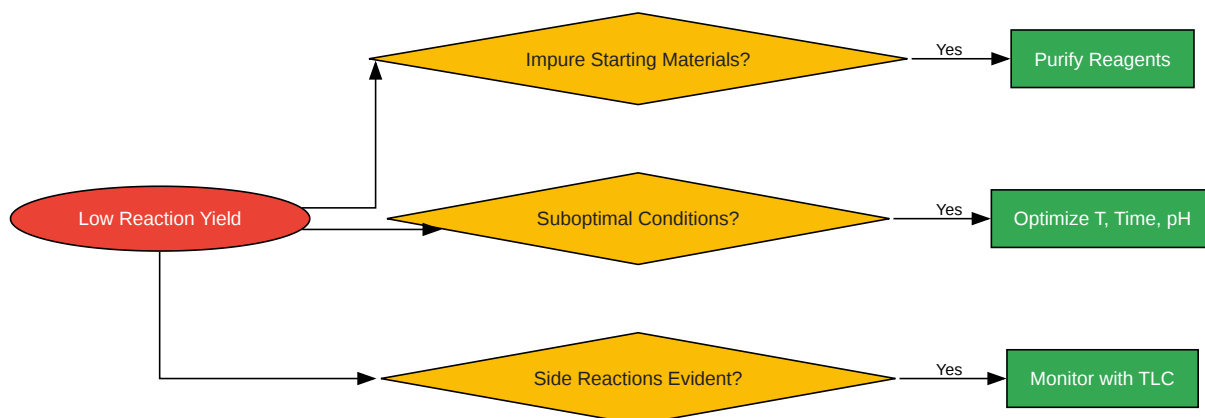 Impure Starting Materials?
Yes
Purify Reagents
Low Reaction Yield
Suboptimal Conditions?
Yes
Optimize T, Time, pH
Side Reactions Evident?
Yes
Monitor with TLC